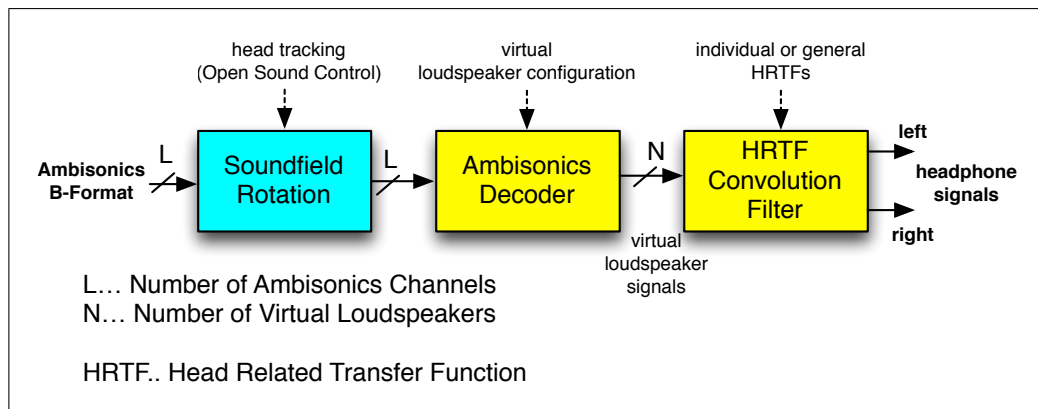 head tracking
(Open Sound Control)
virtual
loudspeaker configuration
individual or general
HRTFs
Ambisonics
B-Format
L
Soundfield
Rotation
L
Ambisonics
Decoder
N
virtual
loudspeaker
signals
HRTF
Convolution
Filter
left
headphone
signals
right
L... Number of Ambisonics Channels
N... Number of Virtual Loudspeakers
HRTF.. Head Related Transfer Function